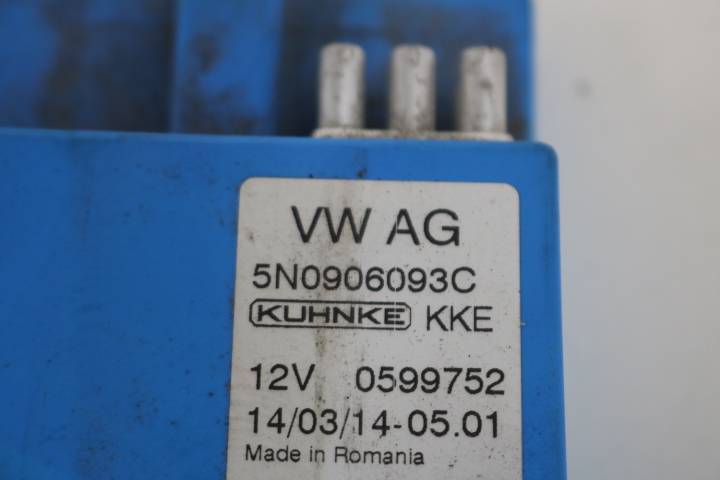 VW AG
5N0906093C
KUHNKE KKE
12V 0599752
14/03/14-05.01
Made in Romania